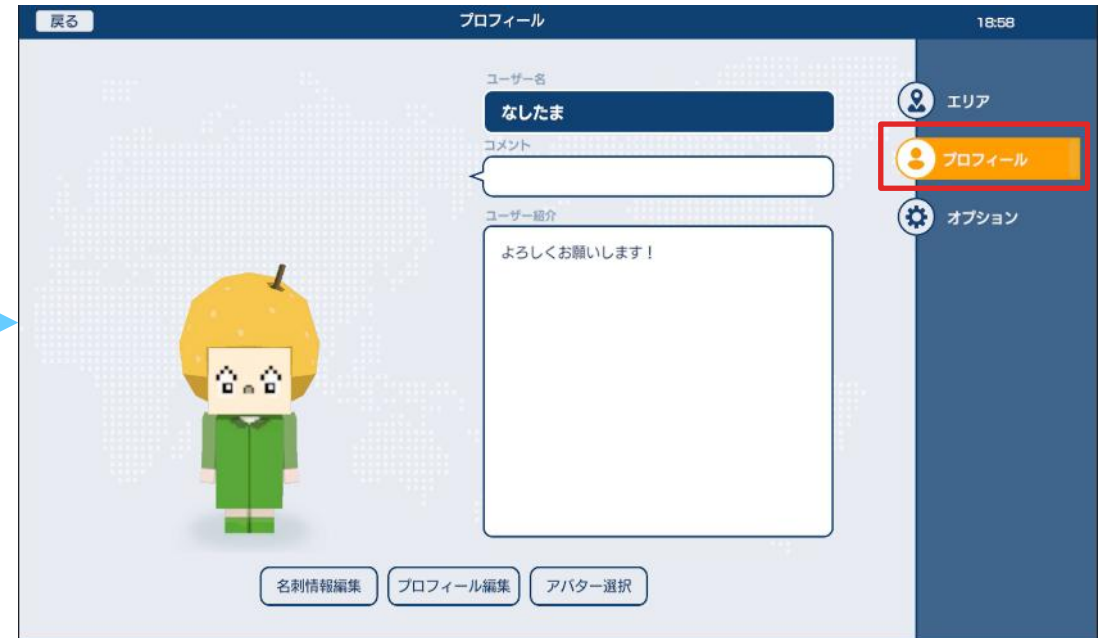 戻る
プロフィール
18:58
ユーザー名
なしたま
コメント
ユーザー紹介
よろしくお願いします！
名刺情報編集
プロフィール編集
アバター選択
エリア
プロフィール
オプション